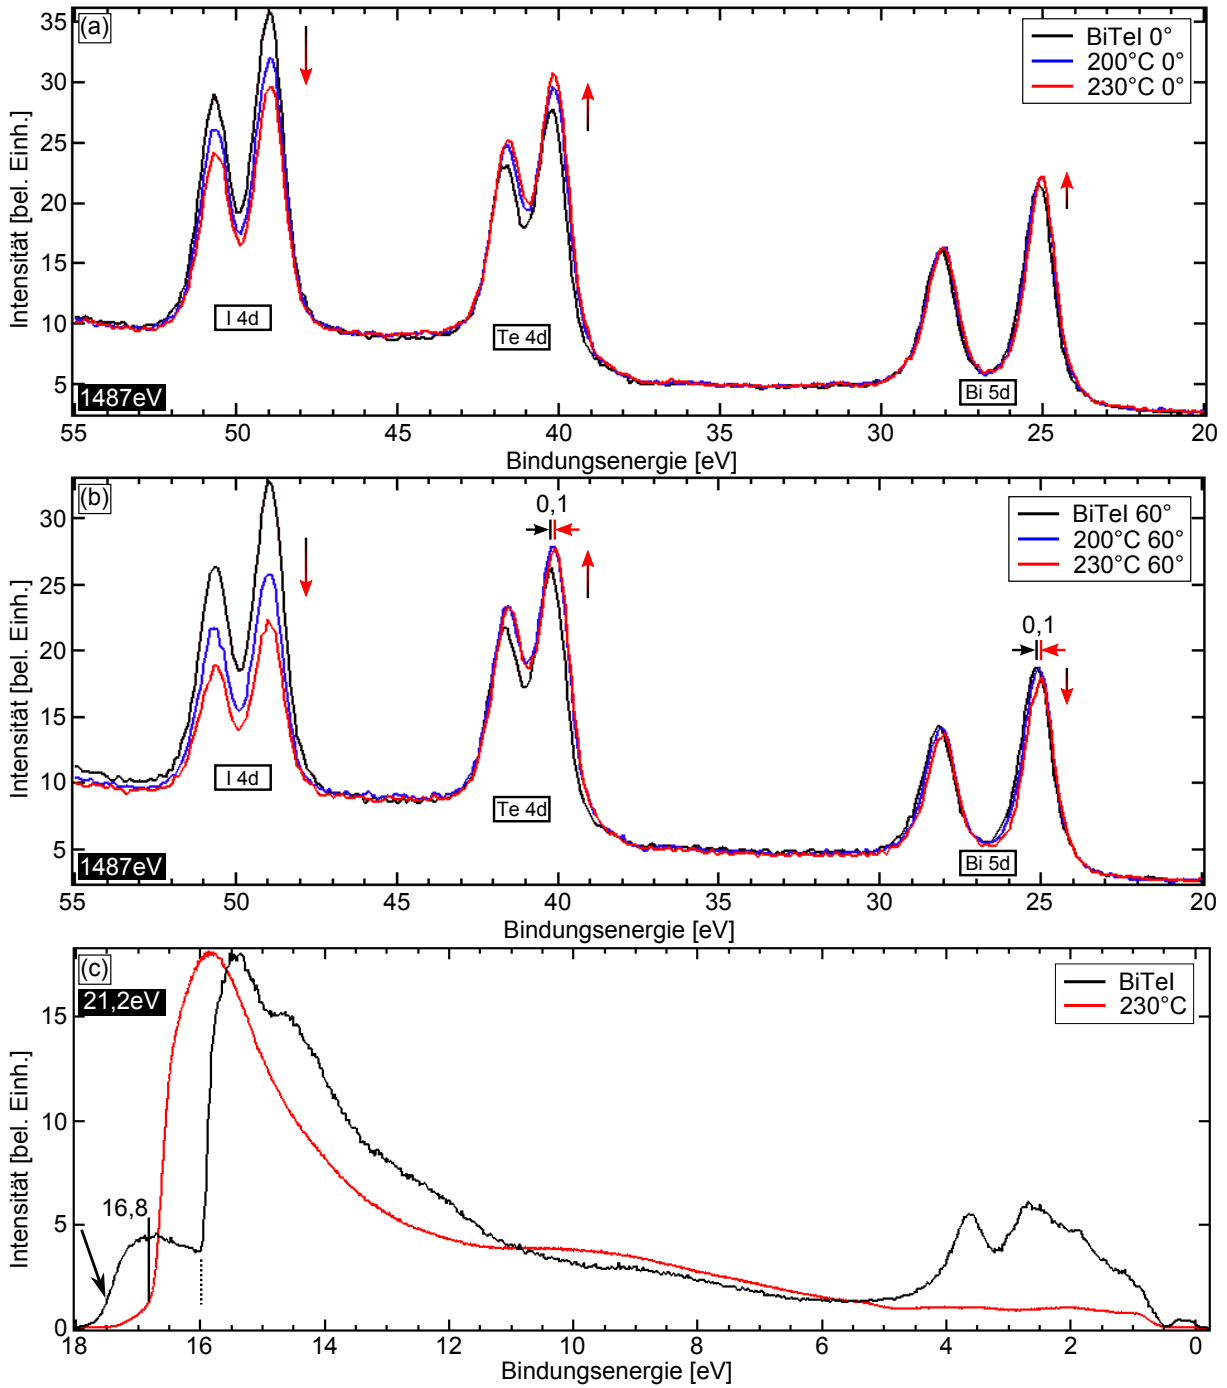 (a)
BiTeI 0°
200°C 0°
230°C 0°
Intensität [bel. Einh.]
35
30
25
20
15
10
5
I 4d
Te 4d
Bi 5d
1487eV
55 50 45 40 35 30 25 20
Bindungsenergie [eV]
(b)
0,1
BiTeI 60°
200°C 60°
230°C 60°
0,1
Intensität [bel. Einh.]
30
25
20
15
10
5
I 4d
Te 4d
Bi 5d
1487eV
55 50 45 40 35 30 25 20
Bindungsenergie [eV]
(c)
21,2eV
BiTeI
230°C
Intensität [bel. Einh.]
15
10
5
0
16,8
18 16 14 12 10 8 6 4 2 0
Bindungsenergie [eV]